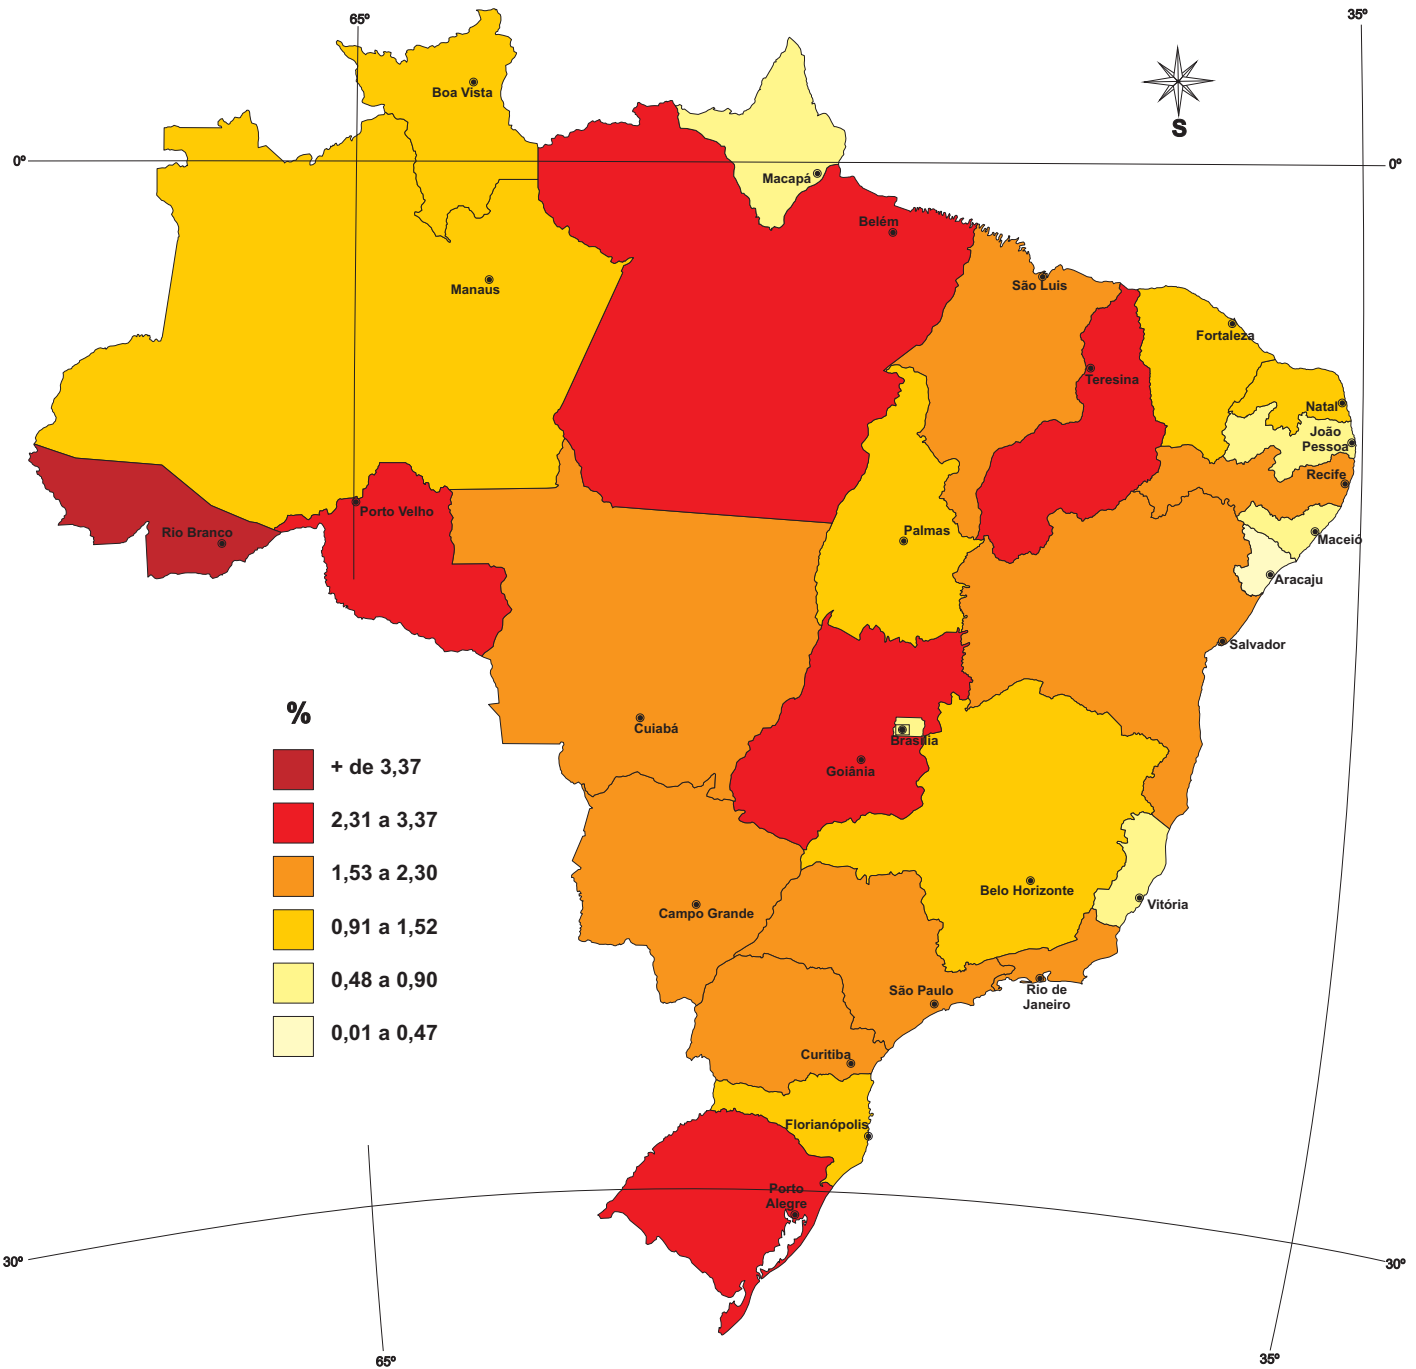 65º
35º
Boa Vista
S
0º
0º
Macapá
Belém
Manaus
São Luis
Fortaleza
Teresina
Natal
João
Pessoa
Recife
Porto Velho
Rio Branco
Palmas
Maceió
Aracaju
Salvador
%
Cuiabá
Brasília
Goiânia
+ de 3,37
2,31 a 3,37
1,53 a 2,30
Belo Horizonte
Vitória
Campo Grande
0,91 a 1,52
0,48 a 0,90
São Paulo
Rio de
Janeiro
0,01 a 0,47
Curitiba
Florianópolis
Porto
Alegre
30º
30º
65º
35º